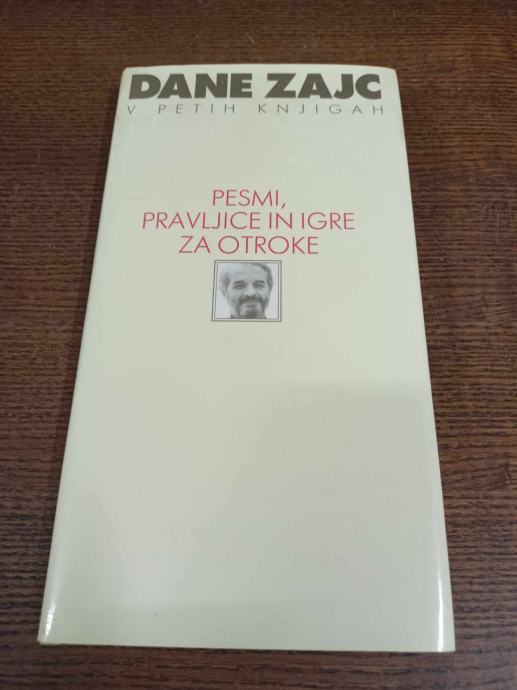 DANE ZAJC
V PETIH KNJIGAH
PESMI,
PRAVLJICE IN IGRE
ZA OTROKE